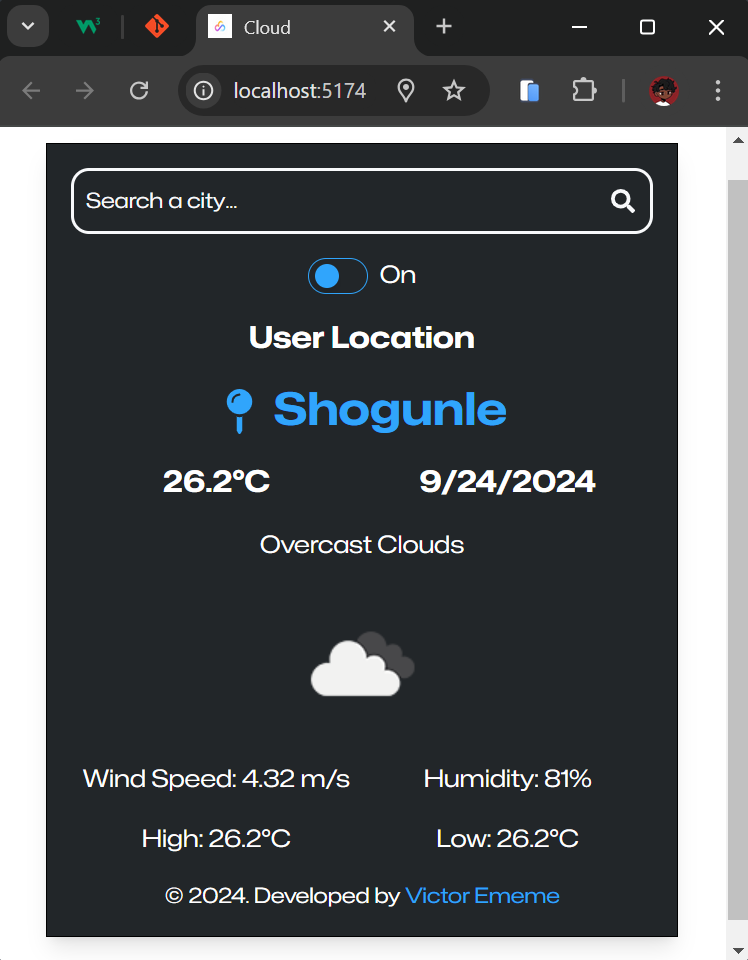 Cloud
localhost:5174
Search a city...
On
User Location
Shogunle
26.2°C 9/24/2024
Overcast Clouds
Wind Speed: 4.32 m/s Humidity: 81%
High: 26.2°C Low: 26.2°C
© 2024. Developed by Victor Ememe